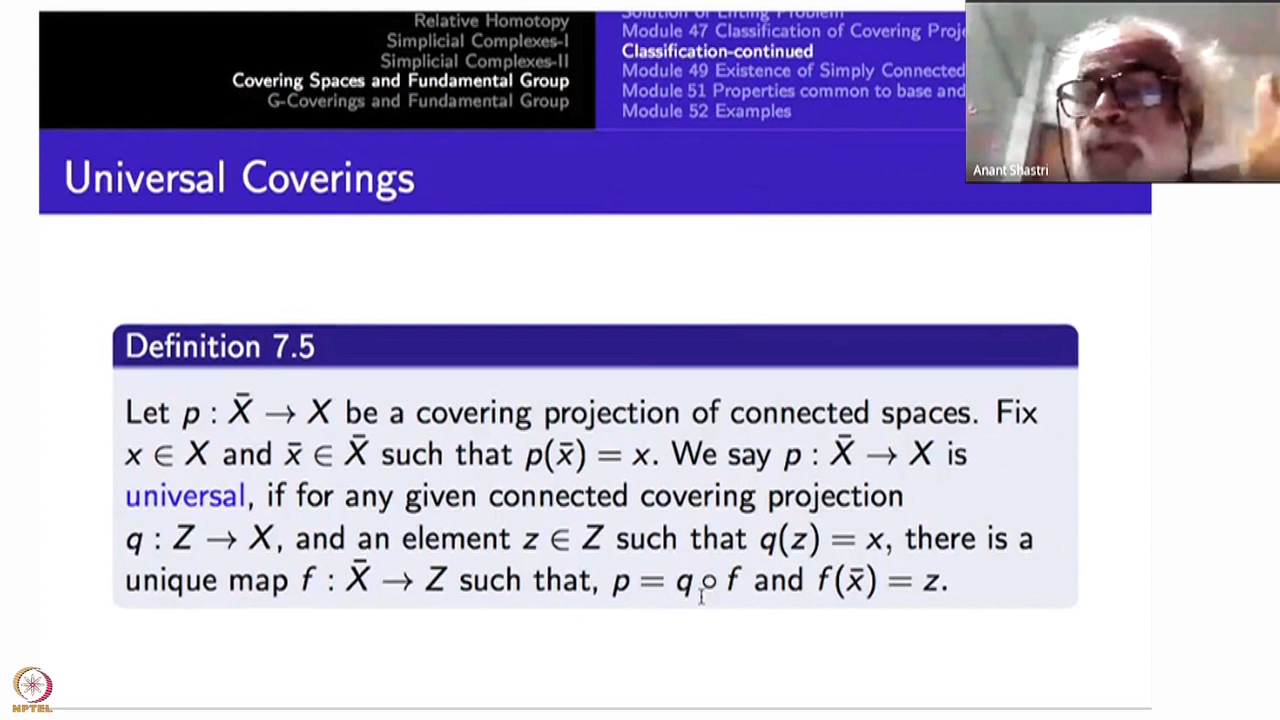 Relative Homotopy
Simplicial Complexes-I
Simplicial Complexes-II
Covering Spaces and Fundamental Group
G-Coverings and Fundamental Group
Solution of Lifting Problem
Module 47 Classification of Covering Proje
Classification-continued
Module 49 Existence of Simply Connected
Module 51 Properties common to base and
Module 52 Examples
Anant Shastri
Universal Coverings
Definition 7.5
Let p : X̄ → X be a covering projection of connected spaces. Fix
x ∈ X and x̄ ∈ X̄ such that p(x̄) = x. We say p : X̄ → X is
universal, if for any given connected covering projection
q : Z → X, and an element z ∈ Z such that q(z) = x, there is a
unique map f : X̄ → Z such that, p = q ∘ f and f(x̄) = z.
NPTEL